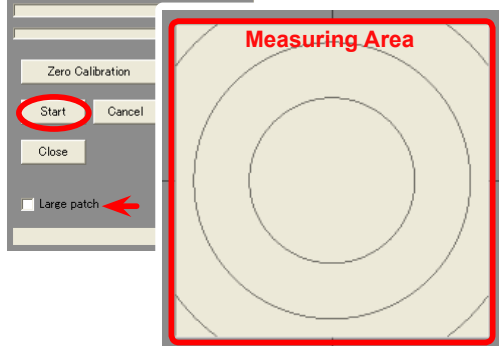 Measuring Area
Zero Calibration
Start
Cancel
Close
Large patch